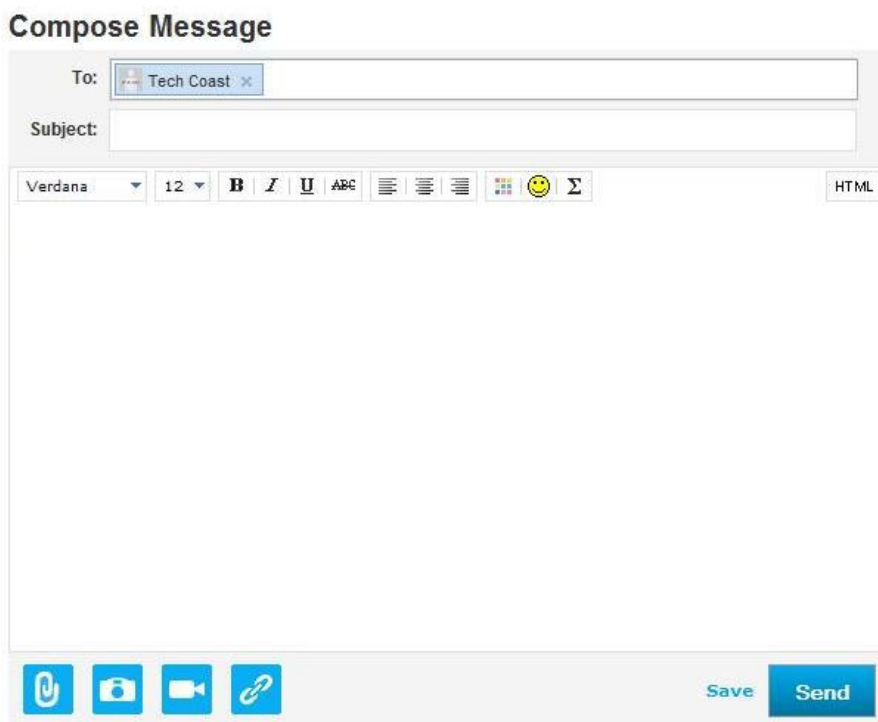 Compose Message
To: Tech Coast ×
Subject:
Verdana 12 B I U ABC Σ HTML
Save Send